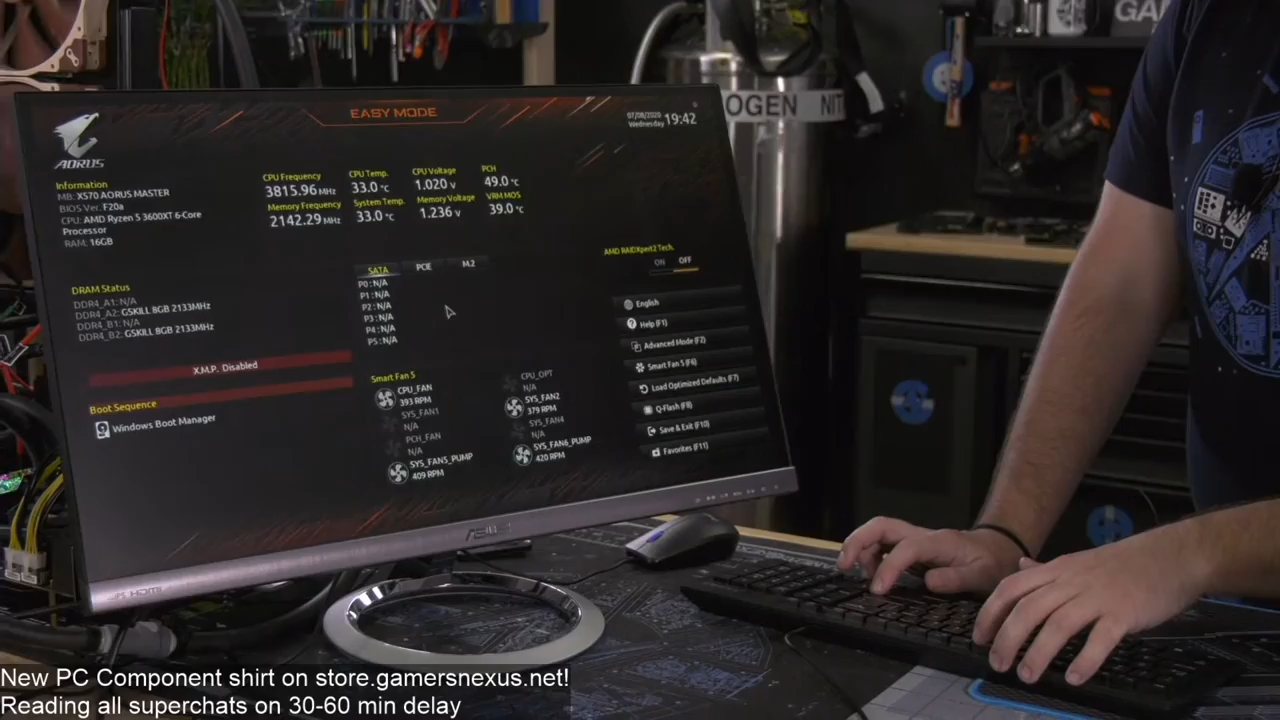 OGEN NIT
GA
EASY MODE
07/08/2020
Wednesday 19:42
AORUS
Information
MB: X570 AORUS MASTER
BIOS Ver. F20a
CPU: AMD Ryzen 5 3600XT 6-Core
Processor
RAM: 16GB
CPU Frequency
3815.96 MHz
CPU Temp.
33.0 °C
CPU Voltage
1.020 V
PCH
49.0 °C
Memory Frequency
2142.29 MHz
System Temp.
33.0 °C
Memory Voltage
1.236 V
VRM MOS
39.0 °C
AMD RAIDXpert2 Tech.
ON OFF
DRAM Status
DDR4_A1: N/A
DDR4_A2: GSKILL 8GB 2133MHz
DDR4_B1: N/A
DDR4_B2: GSKILL 8GB 2133MHz
SATA PCIE M.2
P0 : N/A
P1 : N/A
P2 : N/A
P3 : N/A
P4 : N/A
P5 : N/A
English
Help (F1)
Advanced Mode (F2)
Smart Fan 5 (F6)
Load Optimized Defaults (F7)
Q-Flash (F8)
Save & Exit (F10)
Favorites (F11)
X.M.P. Disabled
Boot Sequence
Windows Boot Manager
Smart Fan 5
CPU_FAN
393 RPM
SYS_FAN1
N/A
PCH_FAN
N/A
SYS_FAN5_PUMP
409 RPM
CPU_OPT
N/A
SYS_FAN2
379 RPM
SYS_FAN4
N/A
SYS_FAN6_PUMP
420 RPM
ASUS
HDMI
New PC Component shirt on store.gamersnexus.net!
Reading all superchats on 30-60 min delay